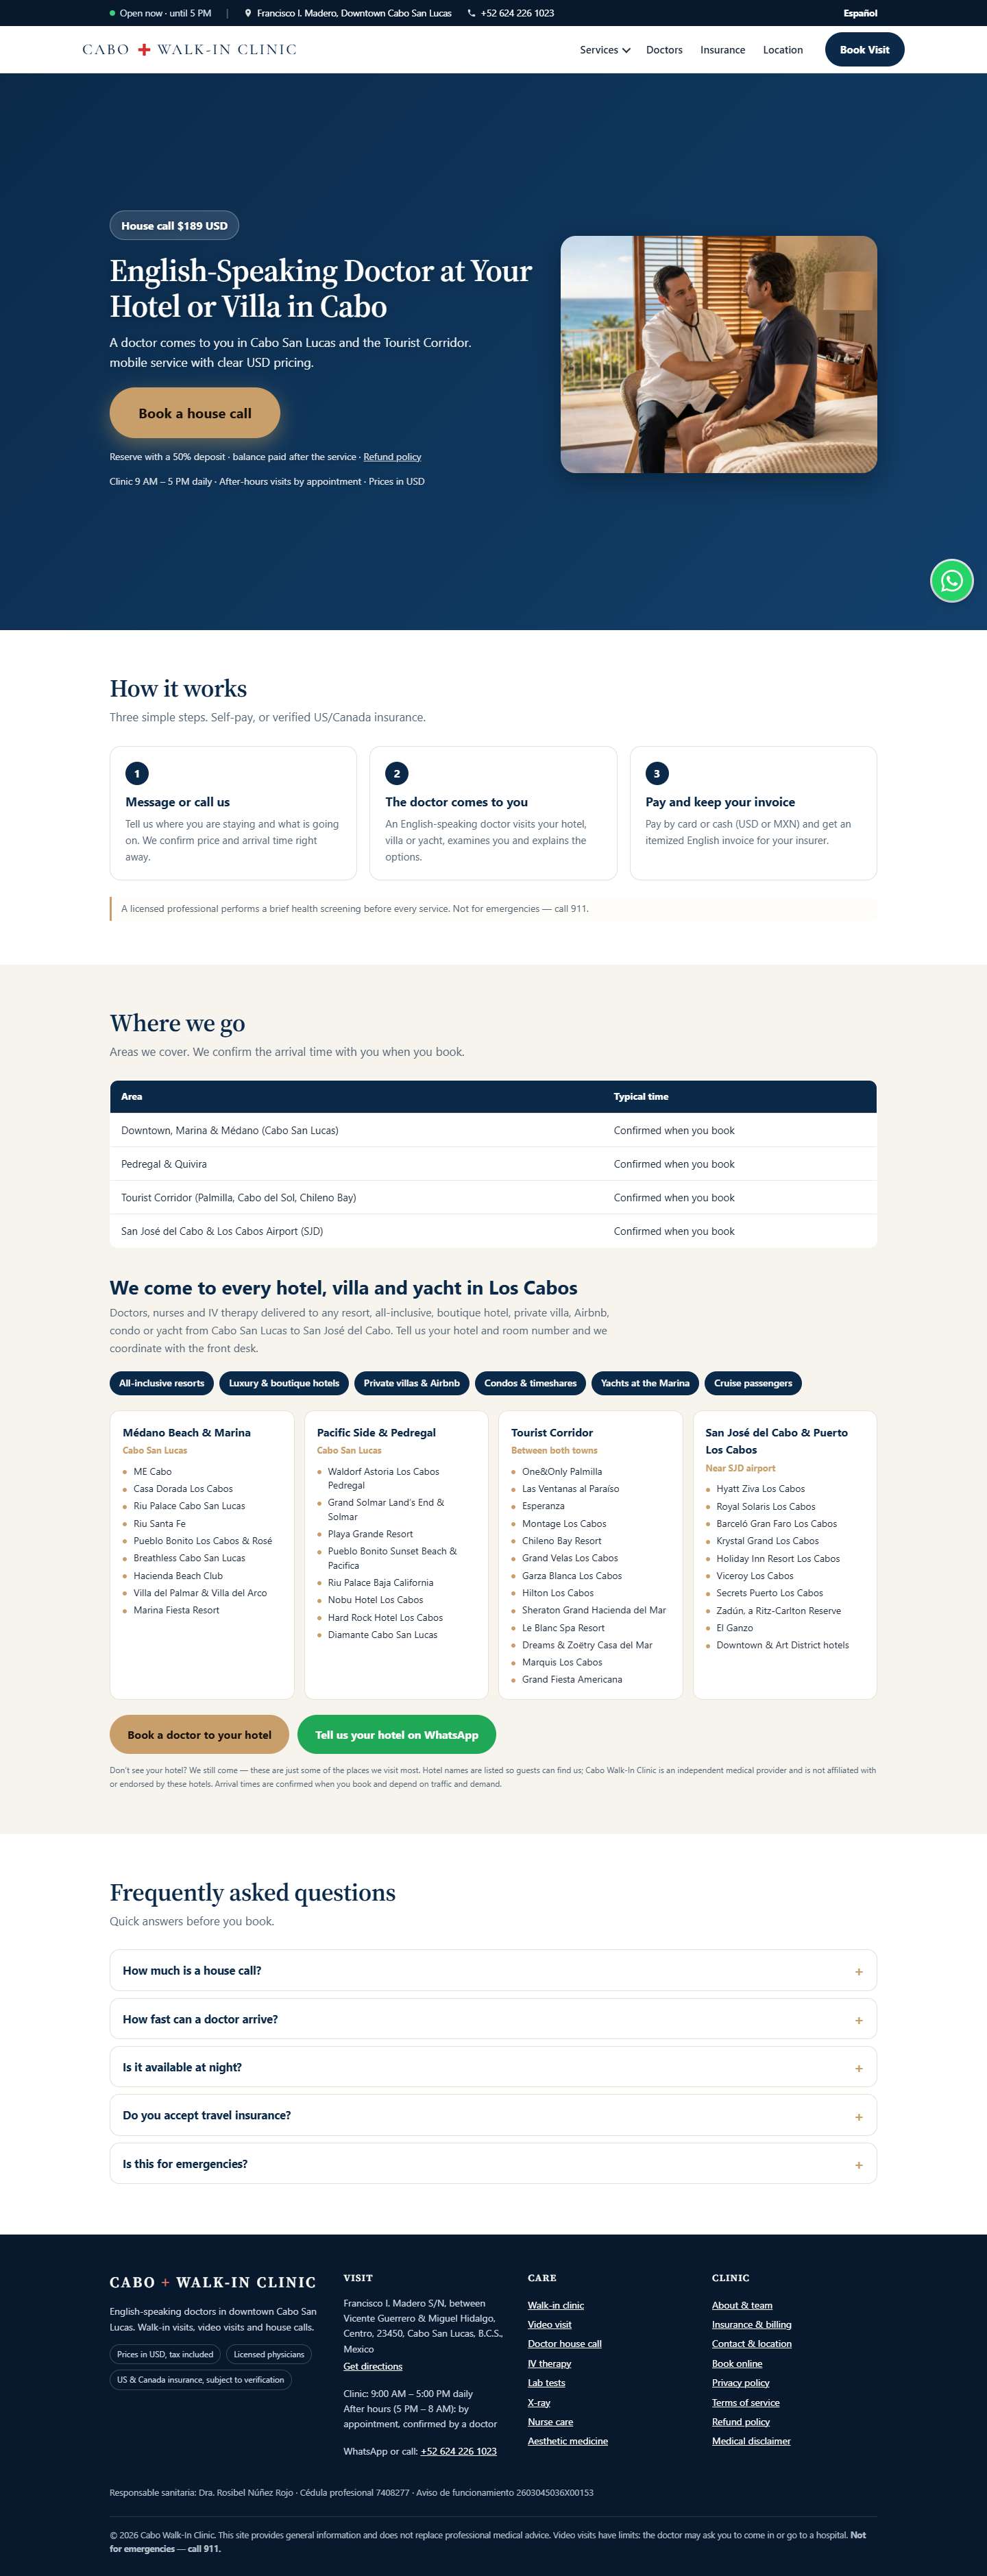 Open now · until 5 PM | Francisco I. Madero, Downtown Cabo San Lucas +52 624 226 1023 Español
CABO + WALK-IN CLINIC Services Doctors Insurance Location Book Visit
House call $189 USD
English-Speaking Doctor at Your
Hotel or Villa in Cabo
A doctor comes to you in Cabo San Lucas and the Tourist Corridor.
mobile service with clear USD pricing.
Book a house call
Reserve with a 50% deposit · balance paid after the service · Refund policy
Clinic 9 AM – 5 PM daily · After-hours visits by appointment · Prices in USD
How it works
Three simple steps. Self-pay, or verified US/Canada insurance.
1
Message or call us
Tell us where you are staying and what is going
on. We confirm price and arrival time right
away.
2
The doctor comes to you
An English-speaking doctor visits your hotel,
villa or yacht, examines you and explains the
options.
3
Pay and keep your invoice
Pay by card or cash (USD or MXN) and get an
itemized English invoice for your insurer.
A licensed professional performs a brief health screening before every service. Not for emergencies — call 911.
Where we go
Areas we cover. We confirm the arrival time with you when you book.
Area Typical time
Downtown, Marina & Médano (Cabo San Lucas) Confirmed when you book
Pedregal & Quivira Confirmed when you book
Tourist Corridor (Palmilla, Cabo del Sol, Chileno Bay) Confirmed when you book
San José del Cabo & Los Cabos Airport (SJD) Confirmed when you book
We come to every hotel, villa and yacht in Los Cabos
Doctors, nurses and IV therapy delivered to any resort, all-inclusive, boutique hotel, private villa, Airbnb,
condo or yacht from Cabo San Lucas to San José del Cabo. Tell us your hotel and room number and we
coordinate with the front desk.
All-inclusive resorts Luxury & boutique hotels Private villas & Airbnb Condos & timeshares Yachts at the Marina Cruise passengers
Médano Beach & Marina
Cabo San Lucas
ME Cabo
Casa Dorada Los Cabos
Riu Palace Cabo San Lucas
Riu Santa Fe
Pueblo Bonito Los Cabos & Rosé
Breathless Cabo San Lucas
Hacienda Beach Club
Villa del Palmar & Villa del Arco
Marina Fiesta Resort
Pacific Side & Pedregal
Cabo San Lucas
Waldorf Astoria Los Cabos
Pedregal
Grand Solmar Land's End &
Solmar
Playa Grande Resort
Pueblo Bonito Sunset Beach &
Pacifica
Riu Palace Baja California
Nobu Hotel Los Cabos
Hard Rock Hotel Los Cabos
Diamante Cabo San Lucas
Tourist Corridor
Between both towns
One&Only Palmilla
Las Ventanas al Paraíso
Esperanza
Montage Los Cabos
Chileno Bay Resort
Grand Velas Los Cabos
Garza Blanca Los Cabos
Hilton Los Cabos
Sheraton Grand Hacienda del Mar
Le Blanc Spa Resort
Dreams & Zoëtry Casa del Mar
Marquis Los Cabos
Grand Fiesta Americana
San José del Cabo & Puerto
Los Cabos
Near SJD airport
Hyatt Ziva Los Cabos
Royal Solaris Los Cabos
Barceló Gran Faro Los Cabos
Krystal Grand Los Cabos
Holiday Inn Resort Los Cabos
Viceroy Los Cabos
Secrets Puerto Los Cabos
Zadún, a Ritz-Carlton Reserve
El Ganzo
Downtown & Art District hotels
Book a doctor to your hotel Tell us your hotel on WhatsApp
Don't see your hotel? We still come — these are just some of the places we visit most. Hotel names are listed so guests can find us; Cabo Walk-In Clinic is an independent medical provider and is not affiliated with
or endorsed by these hotels. Arrival times are confirmed when you book and depend on traffic and demand.
Frequently asked questions
Quick answers before you book.
How much is a house call? +
How fast can a doctor arrive? +
Is it available at night? +
Do you accept travel insurance? +
Is this for emergencies? +
CABO + WALK-IN CLINIC
English-speaking doctors in downtown Cabo San
Lucas. Walk-in visits, video visits and house calls.
Prices in USD, tax included Licensed physicians
US & Canada insurance, subject to verification
VISIT
Francisco I. Madero S/N, between
Vicente Guerrero & Miguel Hidalgo,
Centro, 23450, Cabo San Lucas, B.C.S.,
Mexico
Get directions
Clinic: 9:00 AM – 5:00 PM daily
After hours (5 PM – 8 AM): by
appointment, confirmed by a doctor
WhatsApp or call: +52 624 226 1023
CARE
Walk-in clinic
Video visit
Doctor house call
IV therapy
Lab tests
X-ray
Nurse care
Aesthetic medicine
CLINIC
About & team
Insurance & billing
Contact & location
Book online
Privacy policy
Terms of service
Refund policy
Medical disclaimer
Responsable sanitaria: Dra. Rosibel Núñez Rojo · Cédula profesional 7408277 · Aviso de funcionamiento 2603045036X00153
© 2026 Cabo Walk-In Clinic. This site provides general information and does not replace professional medical advice. Video visits have limits: the doctor may ask you to come in or go to a hospital. Not
for emergencies — call 911.